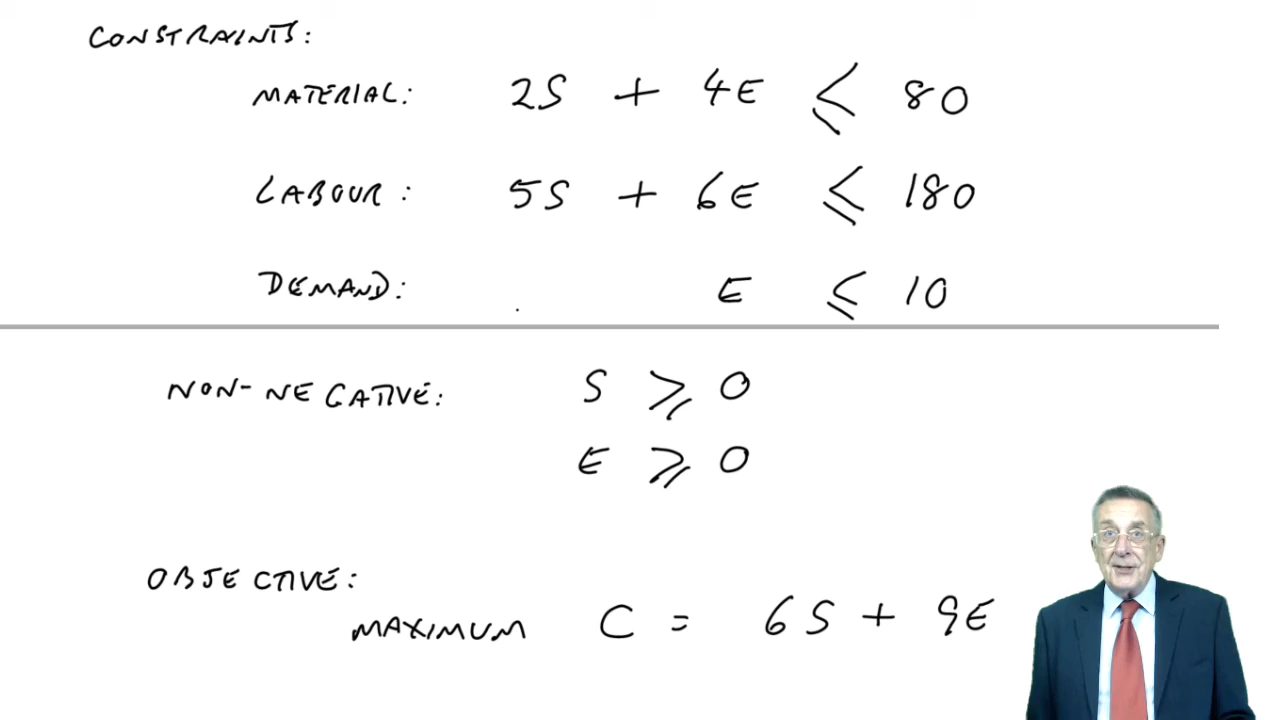 CONSTRAINTS:
MATERIAL: 2S + 4E ≤ 80
LABOUR: 5S + 6E ≤ 180
DEMAND: E ≤ 10
NON-NEGATIVE: S ≥ 0
E ≥ 0
OBJECTIVE:
MAXIMUM C = 6S + 9E